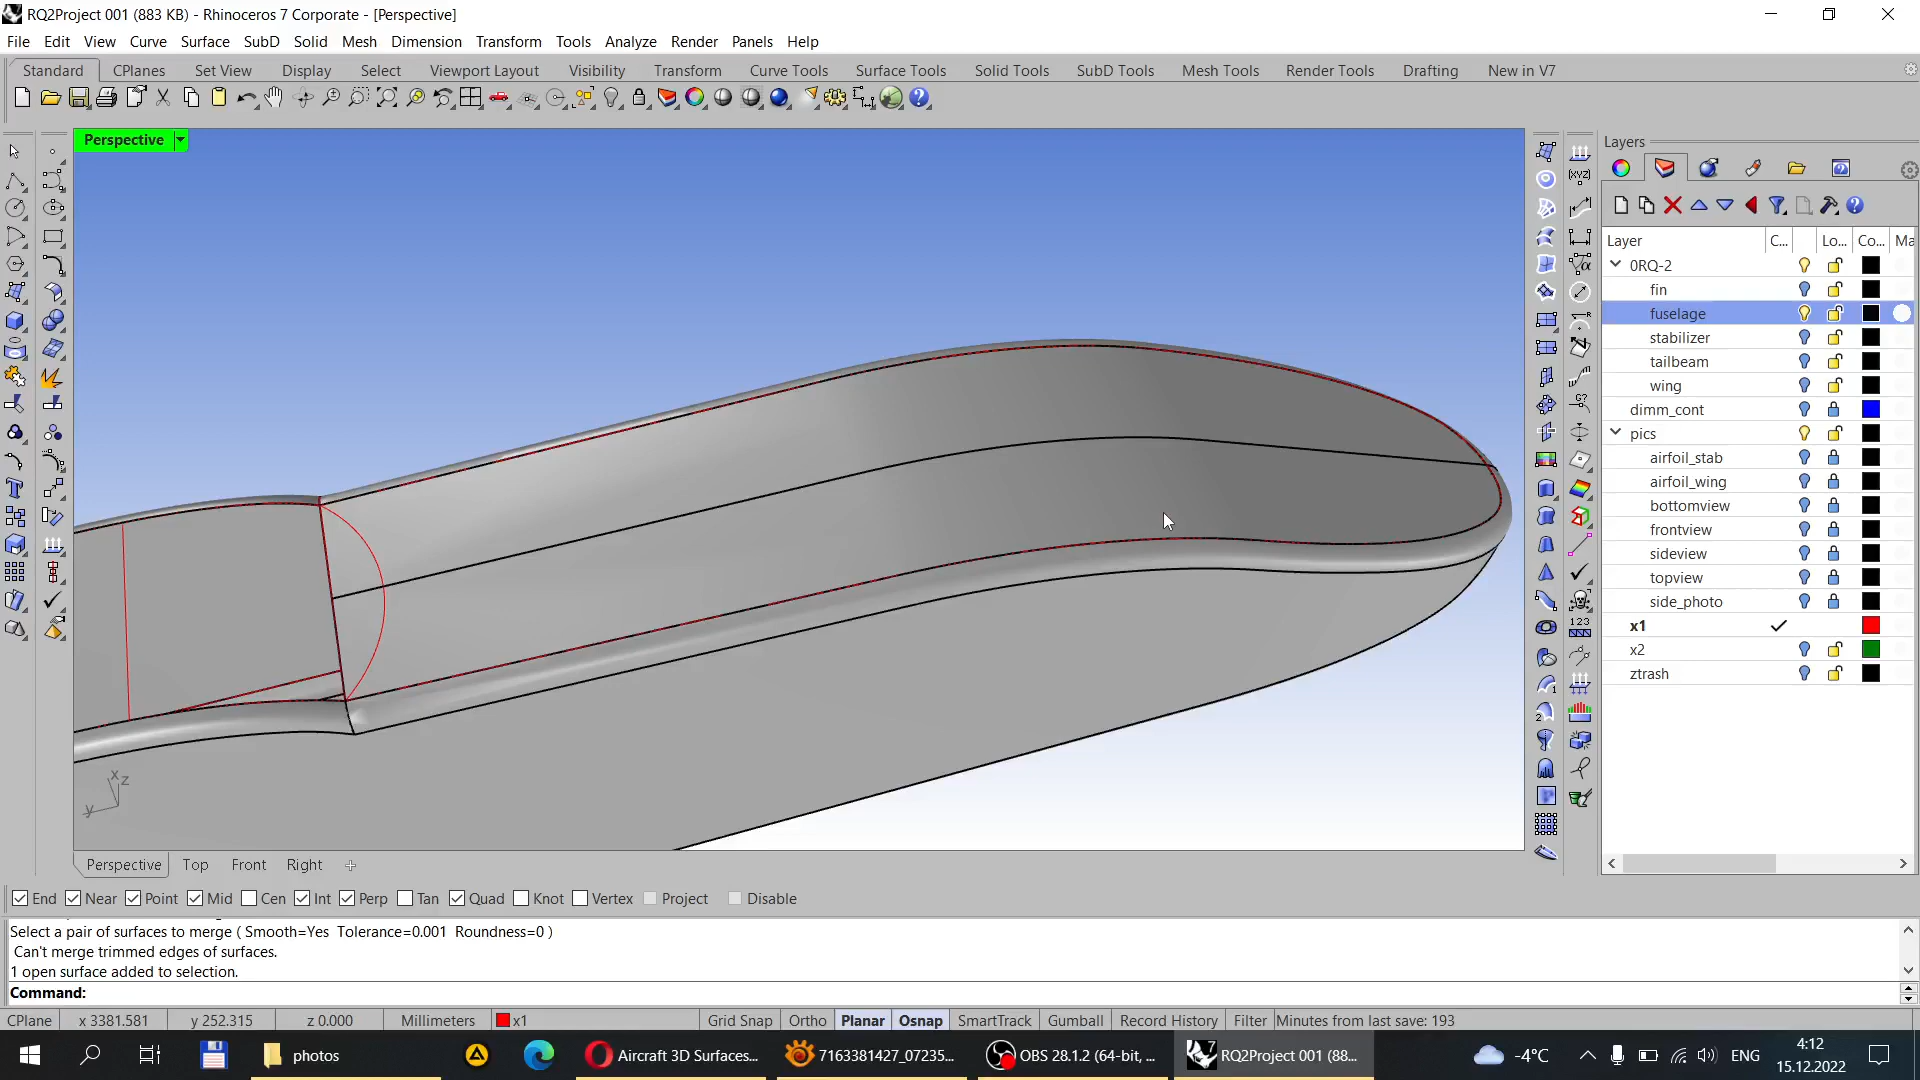 RQ2Project 001 (883 KB) - Rhinoceros 7 Corporate - [Perspective]
File Edit View Curve Surface SubD Solid Mesh Dimension Transform Tools Analyze Render Panels Help
Standard CPlanes Set View Display Select Viewport Layout Visibility Transform Curve Tools Surface Tools Solid Tools SubD Tools Mesh Tools Render Tools Drafting New in V7
Perspective
Layers
Layer C... Lo... Co... Ma
0RQ-2
fin
fuselage
stabilizer
tailbeam
wing
dimm_cont
pics
airfoil_stab
airfoil_wing
bottomview
frontview
sideview
topview
side_photo
x1
x2
ztrash
x z
y
Perspective Top Front Right
End Near Point Mid Cen Int Perp Tan Quad Knot Vertex Project Disable
Select a pair of surfaces to merge ( Smooth=Yes Tolerance=0.001 Roundness=0 )
Can't merge trimmed edges of surfaces.
1 open surface added to selection.
Command:
CPlane x 3381.581 y 252.315 z 0.000 Millimeters x1 Grid Snap Ortho Planar Osnap SmartTrack Gumball Record History Filter Minutes from last save: 193
photos Aircraft 3D Surfaces... 7163381427_07235... OBS 28.1.2 (64-bit, ... RQ2Project 001 (88... -4°C ENG 4:12
15.12.2022